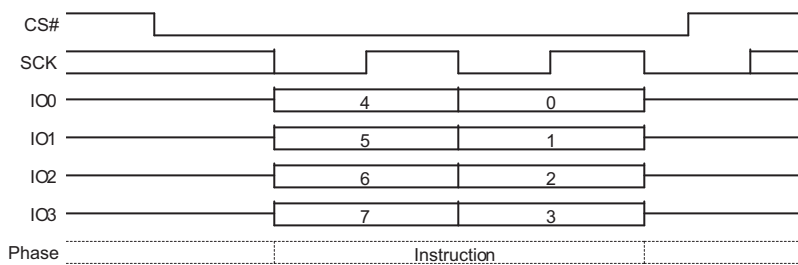 CS#
SCK
IO0 4 0
IO1 5 1
IO2 6 2
IO3 7 3
Phase Instruction